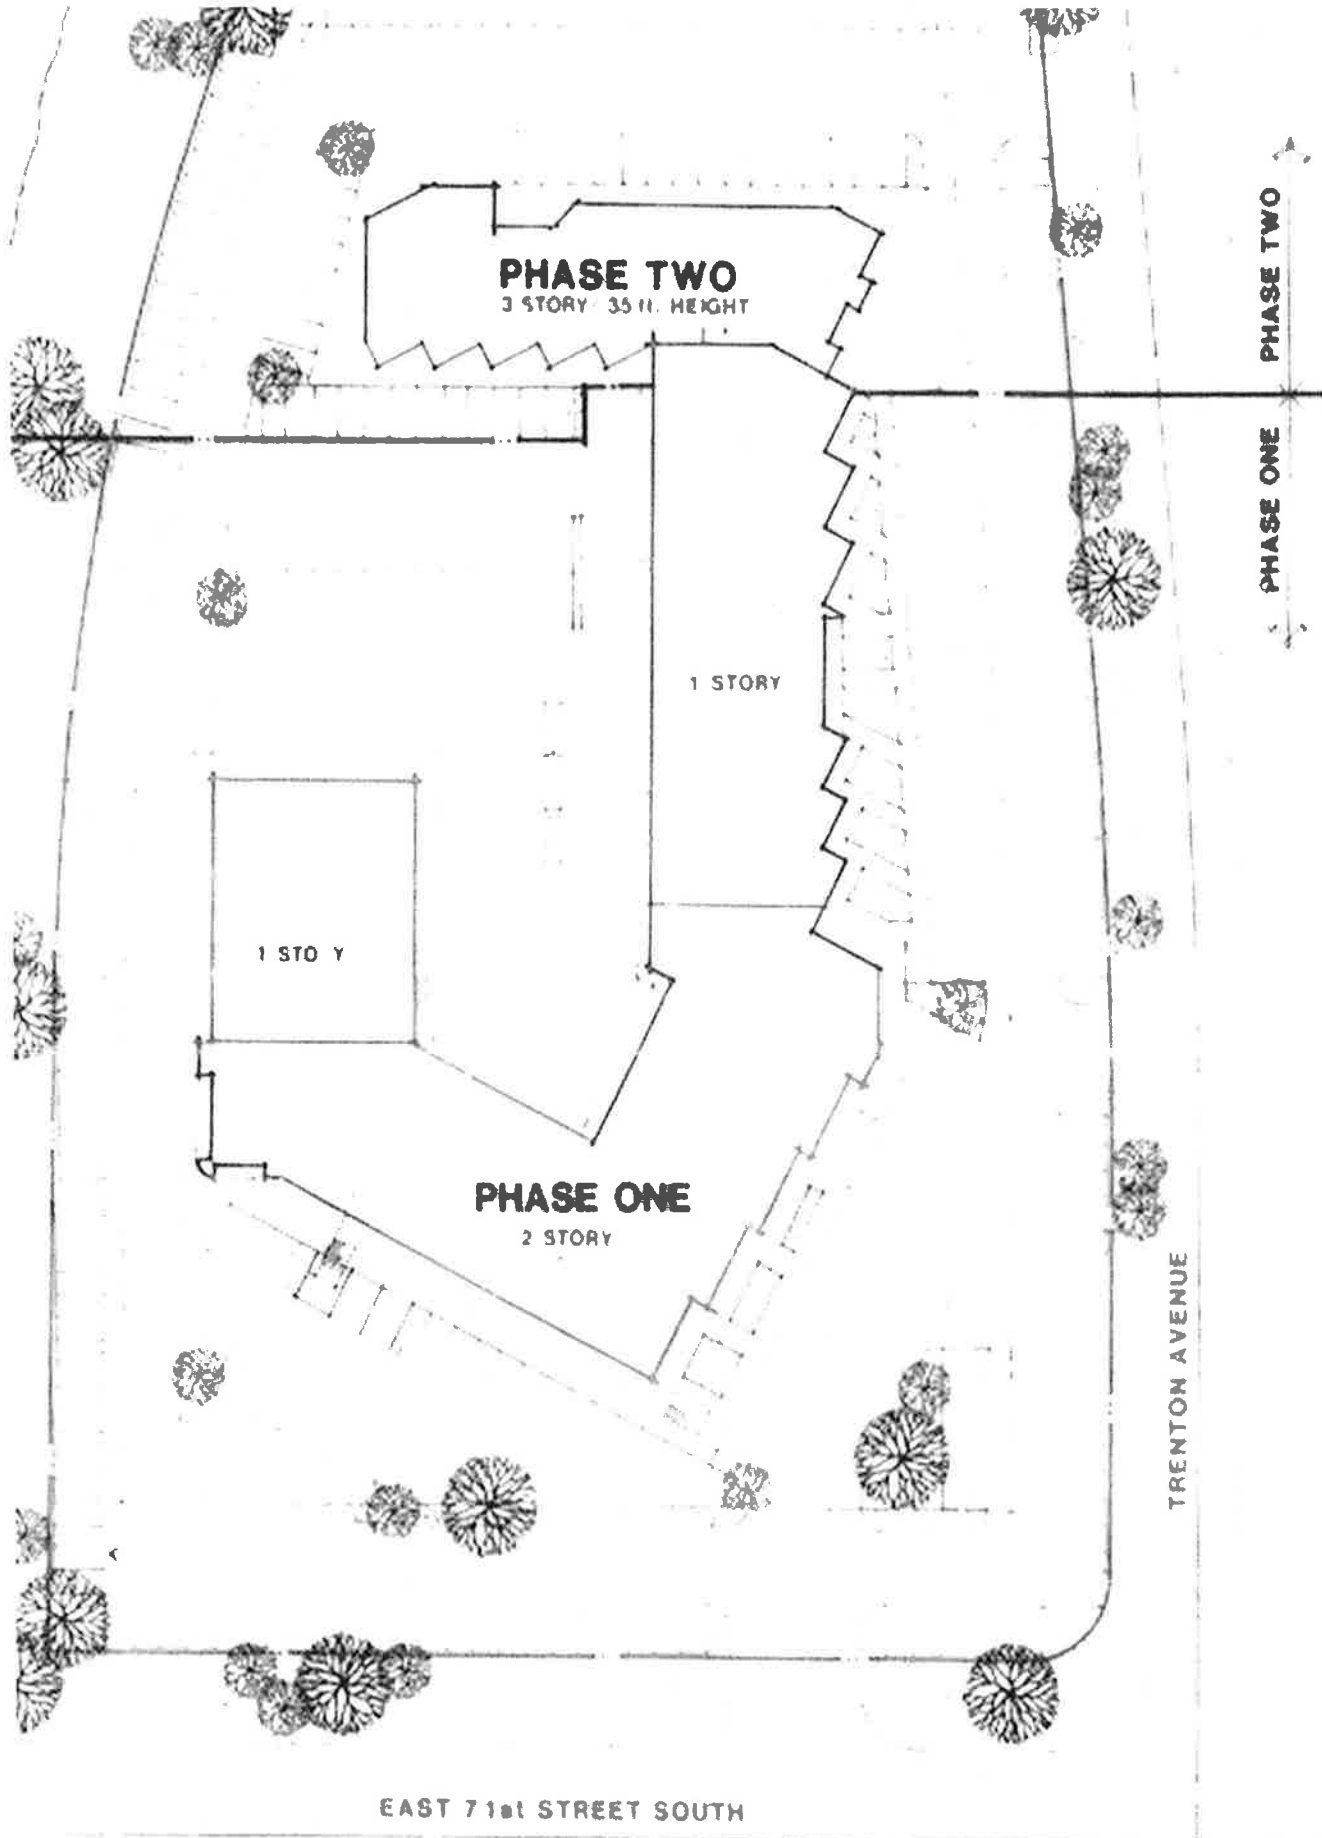 PHASE TWO
3 STORY 35 ft. HEIGHT
PHASE ONE PHASE TWO
1 STORY
1 STO Y
PHASE ONE
2 STORY
TRENTON AVENUE
EAST 71st STREET SOUTH